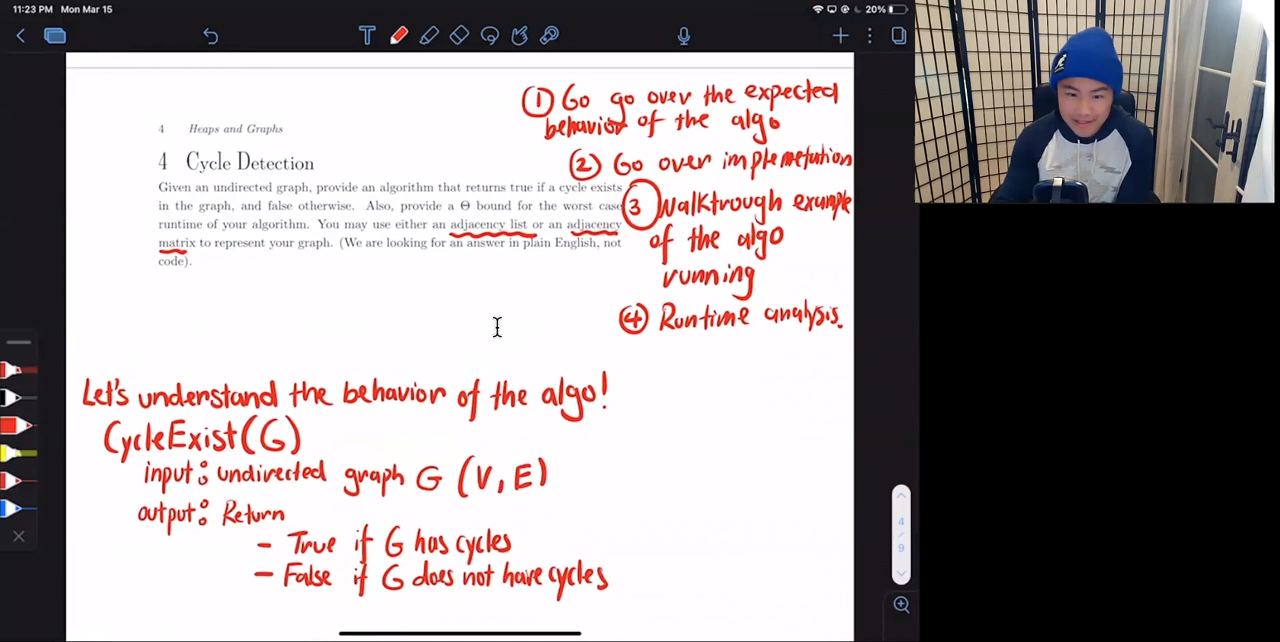 11:23 PM Mon Mar 15
20%
① Go go over the expected
behavior of the algo
② Go over implemetation
③ Walktrough example
of the algo
running
④ Runtime analysis.
4 Heaps and Graphs
4 Cycle Detection
Given an undirected graph, provide an algorithm that returns true if a cycle exists
in the graph, and false otherwise. Also, provide a Θ bound for the worst case
runtime of your algorithm. You may use either an adjacency list or an adjacency
matrix to represent your graph. (We are looking for an answer in plain English, not
code).
Let's understand the behavior of the algo!
CycleExist(G)
input: undirected graph G (V, E)
output: Return
- True if G has cycles
- False if G does not have cycles
4
/
9